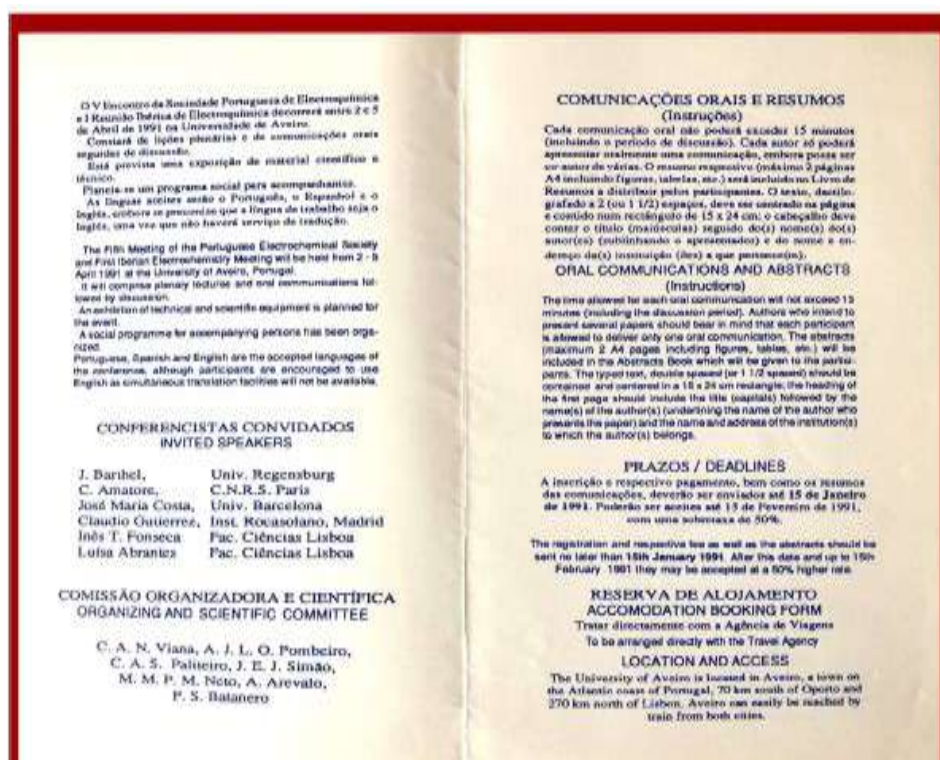 O V Encontro da Sociedade Portuguesa de Electroquímica
e I Reunião Ibérica de Electroquímica decorrerá entre 2 e 5
de Abril de 1991 na Universidade de Aveiro.
Constará de lições plenárias e de comunicações orais
seguidas de discussão.
Está prevista uma exposição de material científico e
técnico.
Planeia-se um programa social para acompanhantes.
As línguas aceites serão o Português, o Espanhol e o
Inglês, embora se presuma que a língua de trabalho seja o
Inglês, uma vez que não haverá serviço de tradução.
The Fifth Meeting of the Portuguese Electrochemical Society
and First Iberian Electrochemistry Meeting will be held from 2 - 5
April 1991 at the University of Aveiro, Portugal.
It will comprise plenary lectures and oral communications fol-
lowed by discussion.
An exhibition of technical and scientific equipment is planned for
the event.
A social programme for accompanying persons has been orga-
nized.
Portuguese, Spanish and English are the accepted languages of
the conference, although participants are encouraged to use
English as simultaneous translation facilities will not be available.
CONFERENCISTAS CONVIDADOS
INVITED SPEAKERS
J. Barthel, Univ. Regensburg
C. Amatore, C.N.R.S. Paris
José Maria Costa, Univ. Barcelona
Claudio Gutierrez, Inst. Rocasolano, Madrid
Inês T. Fonseca Fac. Ciências Lisboa
Luísa Abrantes Fac. Ciências Lisboa
COMISSÃO ORGANIZADORA E CIENTÍFICA
ORGANIZING AND SCIENTIFIC COMMITTEE
C. A. N. Viana, A. J. L. O. Pombeiro,
C. A. S. Paliteiro, J. E. J. Simão,
M. M. P. M. Neto, A. Arevalo,
P. S. Batanero
COMUNICAÇÕES ORAIS E RESUMOS
(Instruções)
Cada comunicação oral não poderá exceder 15 minutos
(incluindo o período de discussão). Cada autor só poderá
apresentar oralmente uma comunicação, embora possa ser
co-autor de várias. O resumo respectivo (máximo 2 páginas
A4 incluindo figuras, tabelas, etc.) será incluído no Livro de
Resumos a distribuir pelos participantes. O texto, dactilo-
grafado a 2 (ou 1 1/2) espaços, deve ser centrado na página
e contido num rectângulo de 15 x 24 cm; o cabeçalho deve
conter o título (maiúsculas) seguido do(s) nome(s) do(s)
autor(es) (sublinhando o apresentador) e do nome e en-
dereço da(s) instituição (ões) a que pertence(m).
ORAL COMMUNICATIONS AND ABSTRACTS
(Instructions)
The time allowed for each oral communication will not exceed 15
minutes (including the discussion period). Authors who intend to
present several papers should bear in mind that each participant
is allowed to deliver only one oral communication. The abstracts
(maximum 2 A4 pages including figures, tables, etc.) will be
included in the Abstracts Book which will be given to the partici-
pants. The typed text, double spaced (or 1 1/2 spaced) should be
contained and centered in a 15 x 24 cm rectangle; the heading of
the first page should include the title (capitals) followed by the
name(s) of the author(s) (underlining the name of the author who
presents the paper) and the name and address of the institution(s)
to which the author(s) belongs.
PRAZOS / DEADLINES
A inscrição e respectivo pagamento, bem como os resumos
das comunicações, deverão ser enviados até 15 de Janeiro
de 1991. Poderão ser aceites até 15 de Fevereiro de 1991,
com uma sobretaxa de 50%.
The registration and respective fee as well as the abstracts should be
sent no later than 15th January 1991. After this date and up to 15th
February 1991 they may be accepted at a 50% higher rate.
RESERVA DE ALOJAMENTO
ACCOMODATION BOOKING FORM
Tratar directamente com a Agência de Viagens
To be arranged directly with the Travel Agency
LOCATION AND ACCESS
The University of Aveiro is located in Aveiro, a town on
the Atlantic coast of Portugal, 70 km south of Oporto and
270 km north of Lisbon. Aveiro can easily be reached by
train from both cities.